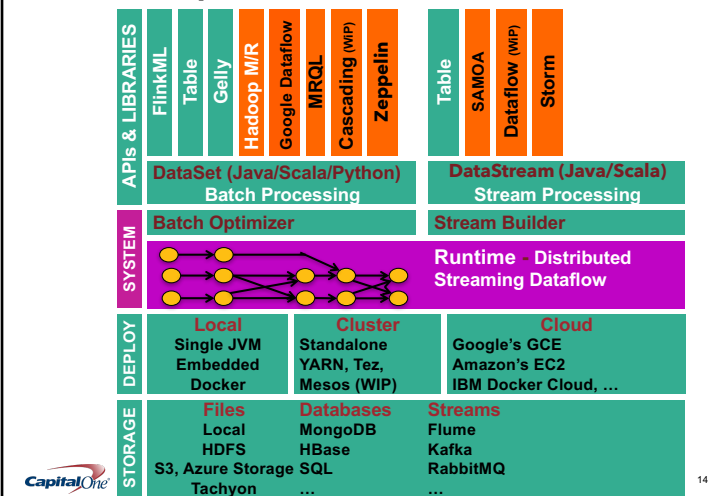 APIs & LIBRARIES
FlinkML
Table
Gelly
Hadoop M/R
Google Dataflow
MRQL
Cascading (WiP)
Zeppelin
Table
SAMOA
Dataflow (WiP)
Storm
DataSet (Java/Scala/Python)
Batch Processing
DataStream (Java/Scala)
Stream Processing
SYSTEM
Batch Optimizer
Stream Builder
Runtime - Distributed
Streaming Dataflow
DEPLOY
Local
Single JVM
Embedded
Docker
Cluster
Standalone
YARN, Tez,
Mesos (WIP)
Cloud
Google's GCE
Amazon's EC2
IBM Docker Cloud, …
STORAGE
Files
Local
HDFS
S3, Azure Storage
Tachyon
Databases
MongoDB
HBase
SQL
…
Streams
Flume
Kafka
RabbitMQ
…
Capital One
14